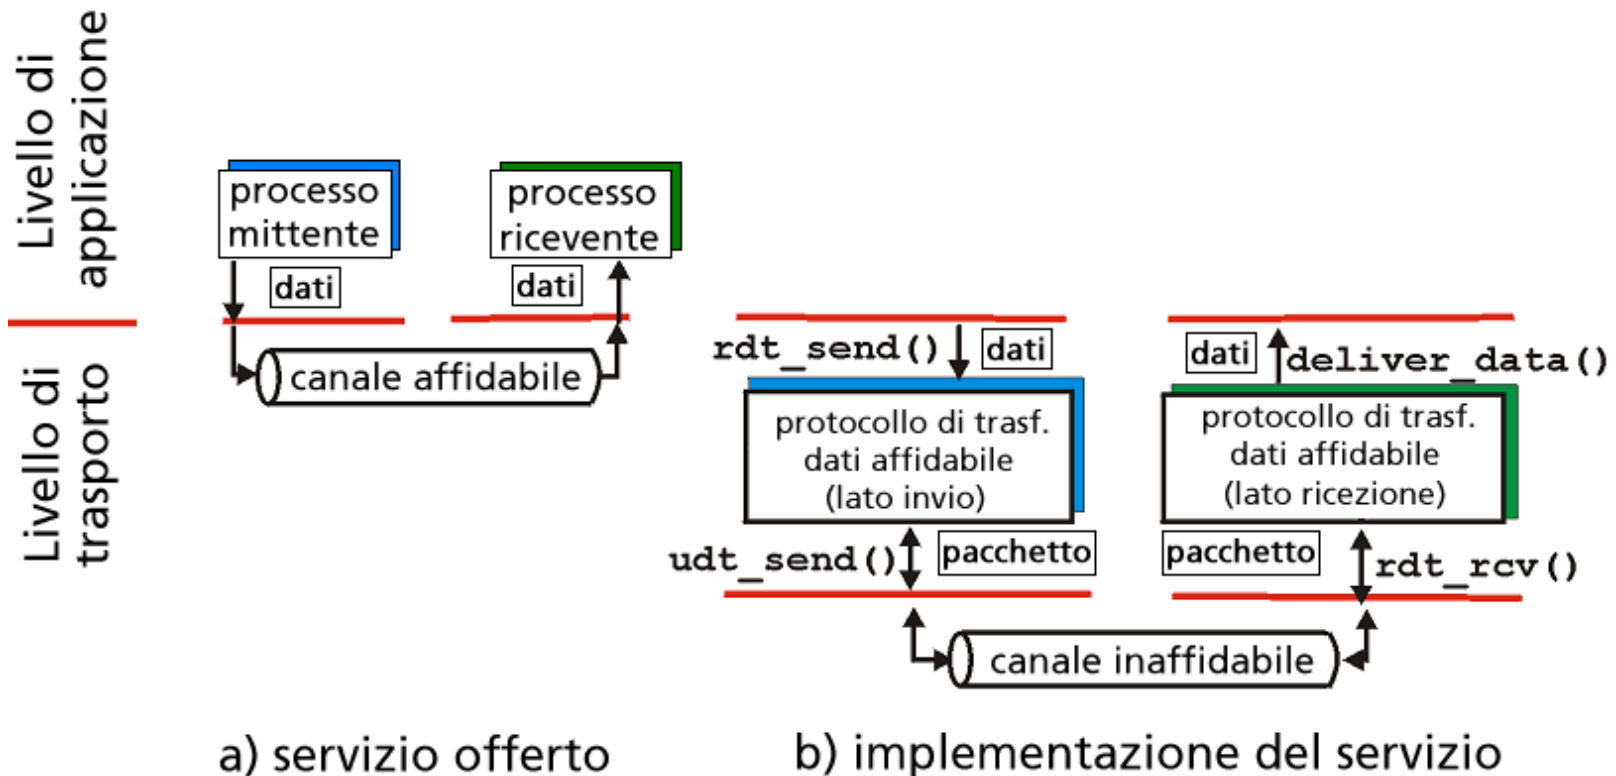 Livello di
applicazione
Livello di
trasporto
processo
mittente
dati
processo
ricevente
dati
canale affidabile
a) servizio offerto
rdt_send()
dati
dati
deliver_data()
protocollo di trasf.
dati affidabile
(lato invio)
protocollo di trasf.
dati affidabile
(lato ricezione)
udt_send()
pacchetto
pacchetto
rdt_rcv()
canale inaffidabile
b) implementazione del servizio